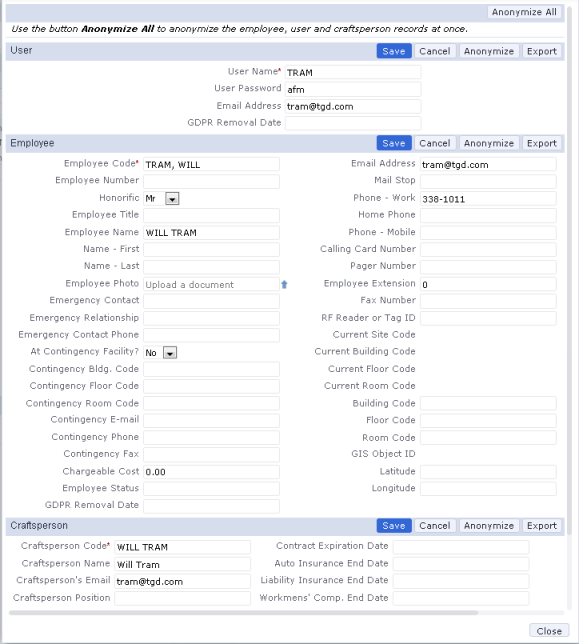 Anonymize All
Use the button Anonymize All to anonymize the employee, user and craftsperson records at once.
User Save Cancel Anonymize Export
User Name* TRAM
User Password afm
Email Address tram@tgd.com
GDPR Removal Date
Employee Save Cancel Anonymize Export
Employee Code* TRAM, WILL Email Address tram@tgd.com
Employee Number Mail Stop
Honorific Mr Phone - Work 338-1011
Employee Title Home Phone
Employee Name WILL TRAM Phone - Mobile
Name - First Calling Card Number
Name - Last Pager Number
Employee Photo Upload a document Employee Extension 0
Emergency Contact Fax Number
Emergency Relationship RF Reader or Tag ID
Emergency Contact Phone Current Site Code
At Contingency Facility? No Current Building Code
Contingency Bldg. Code Current Floor Code
Contingency Floor Code Current Room Code
Contingency Room Code Building Code
Contingency E-mail Floor Code
Contingency Phone Room Code
Contingency Fax GIS Object ID
Chargeable Cost 0.00 Latitude
Employee Status Longitude
GDPR Removal Date
Craftsperson Save Cancel Anonymize Export
Craftsperson Code* WILL TRAM Contract Expiration Date
Craftsperson Name Will Tram Auto Insurance End Date
Craftsperson's Email tram@tgd.com Liability Insurance End Date
Craftsperson Position Workmens' Comp. End Date
Close